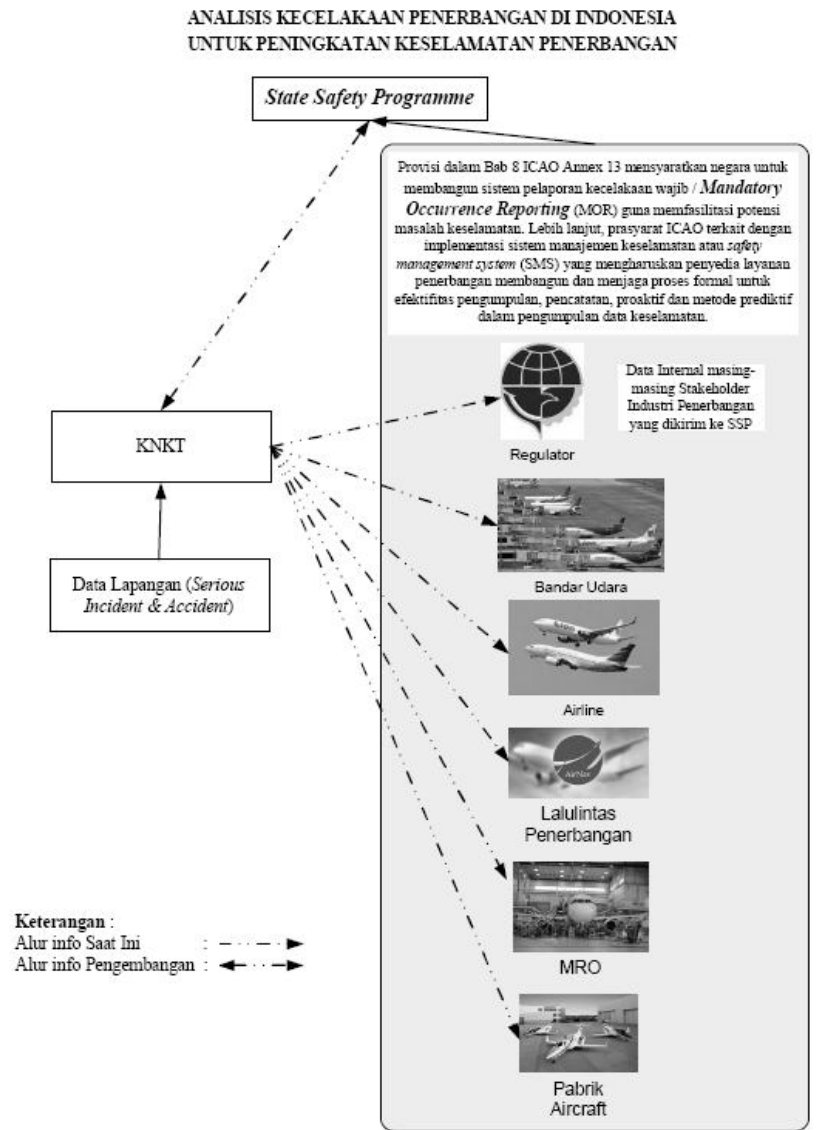 ANALISIS KECELAKAAN PENERBANGAN DI INDONESIA
UNTUK PENINGKATAN KESELAMATAN PENERBANGAN
State Safety Programme
Provisi dalam Bab 8 ICAO Annex 13 mensyaratkan negara untuk
membangun sistem pelaporan kecelakaan wajib / Mandatory
Occurrence Reporting (MOR) guna memfasilitasi potensi
masalah keselamatan. Lebih lanjut, prasyarat ICAO terkait dengan
implementasi sistem manajemen keselamatan atau safety
management system (SMS) yang mengharuskan penyedia layanan
penerbangan membangun dan menjaga proses formal untuk
efektifitas pengumpulan, pencatatan, proaktif dan metode prediktif
dalam pengumpulan data keselamatan.
Data Internal masing-
masing Stakeholder
Industri Penerbangan
yang dikirim ke SSP
Regulator
KNKT
Bandar Udara
Data Lapangan (Serious
Incident & Accident)
Airline
AirNav
Lalulintas
Penerbangan
MRO
Pabrik
Aircraft
Keterangan :
Alur info Saat Ini :
Alur info Pengembangan :